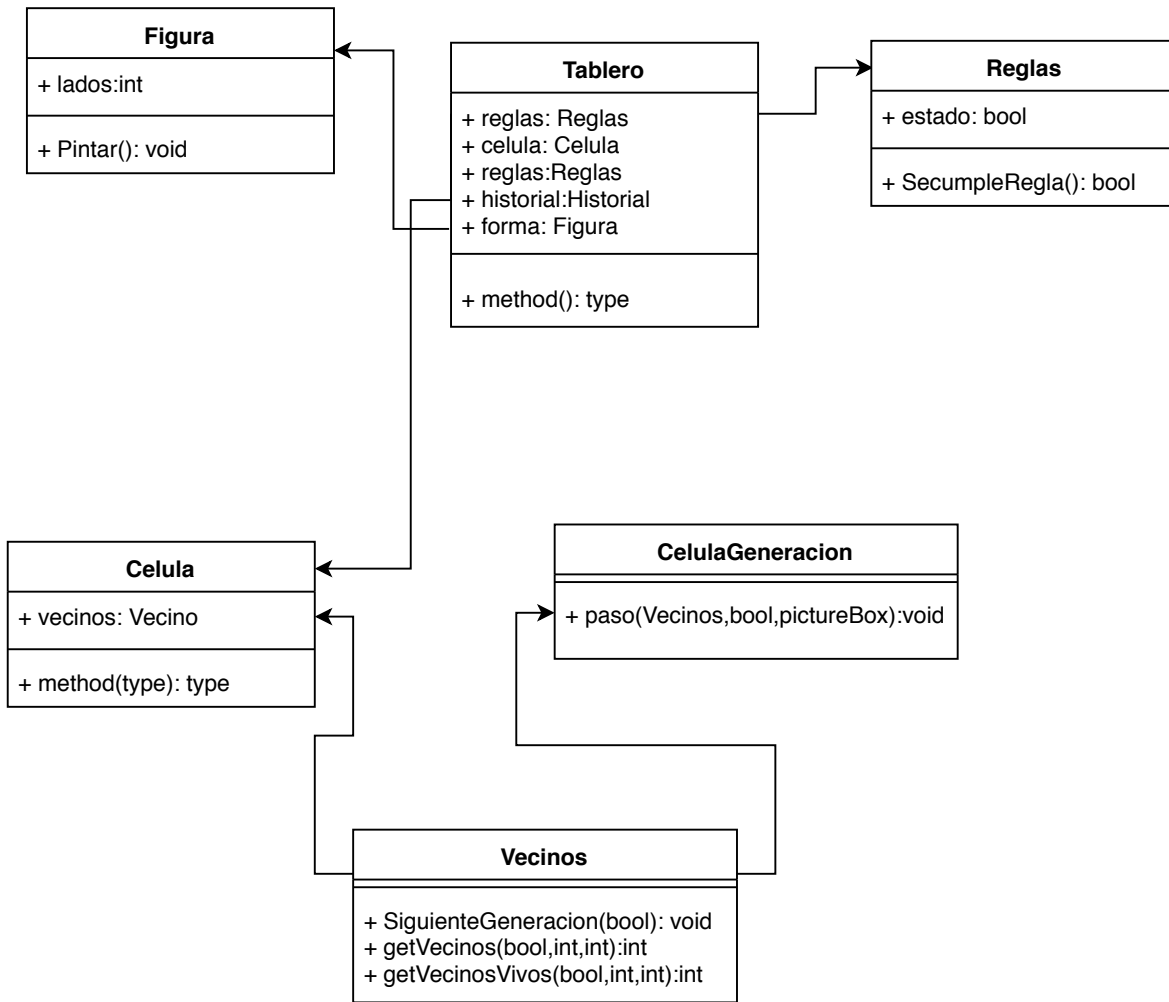 Figura
+ lados:int
+ Pintar(): void
Tablero
+ reglas: Reglas
+ celula: Celula
+ reglas:Reglas
+ historial:Historial
+ forma: Figura
+ method(): type
Reglas
+ estado: bool
+ SecumpleRegla(): bool
Celula
+ vecinos: Vecino
+ method(type): type
CelulaGeneracion
+ paso(Vecinos,bool,pictureBox):void
Vecinos
+ SiguienteGeneracion(bool): void
+ getVecinos(bool,int,int):int
+ getVecinosVivos(bool,int,int):int